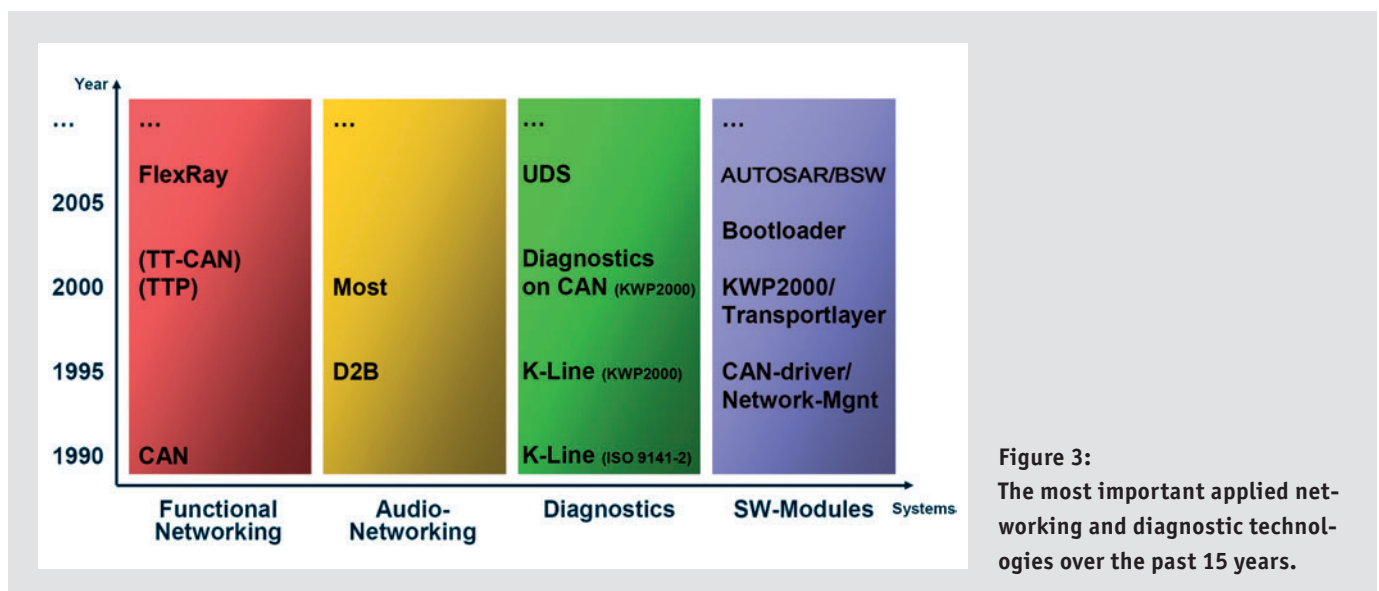 Year
...
2005
2000
1995
1990
...
FlexRay
(TT-CAN)
(TTP)
CAN
...
Most
D2B
...
UDS
Diagnostics
on CAN (KWP2000)
K-Line (KWP2000)
K-Line (ISO 9141-2)
...
AUTOSAR/BSW
Bootloader
KWP2000/
Transportlayer
CAN-driver/
Network-Mgnt
Functional
Networking
Audio-
Networking
Diagnostics
SW-Modules
Systems
Figure 3:
The most important applied net-
working and diagnostic technol-
ogies over the past 15 years.